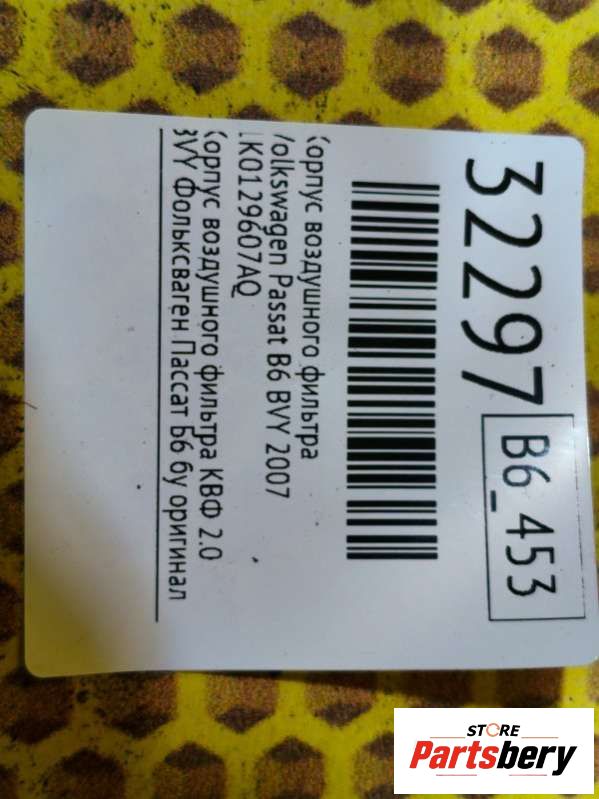 32297
B6_453
Корпус воздушного фильтра
Volkswagen Passat B6 BVY 2007
1K0129607AQ
Корпус воздушного фильтра КВФ 2.0
BVY Фольксваген Пассат Б6 бу оригинал
STORE
Partsbery